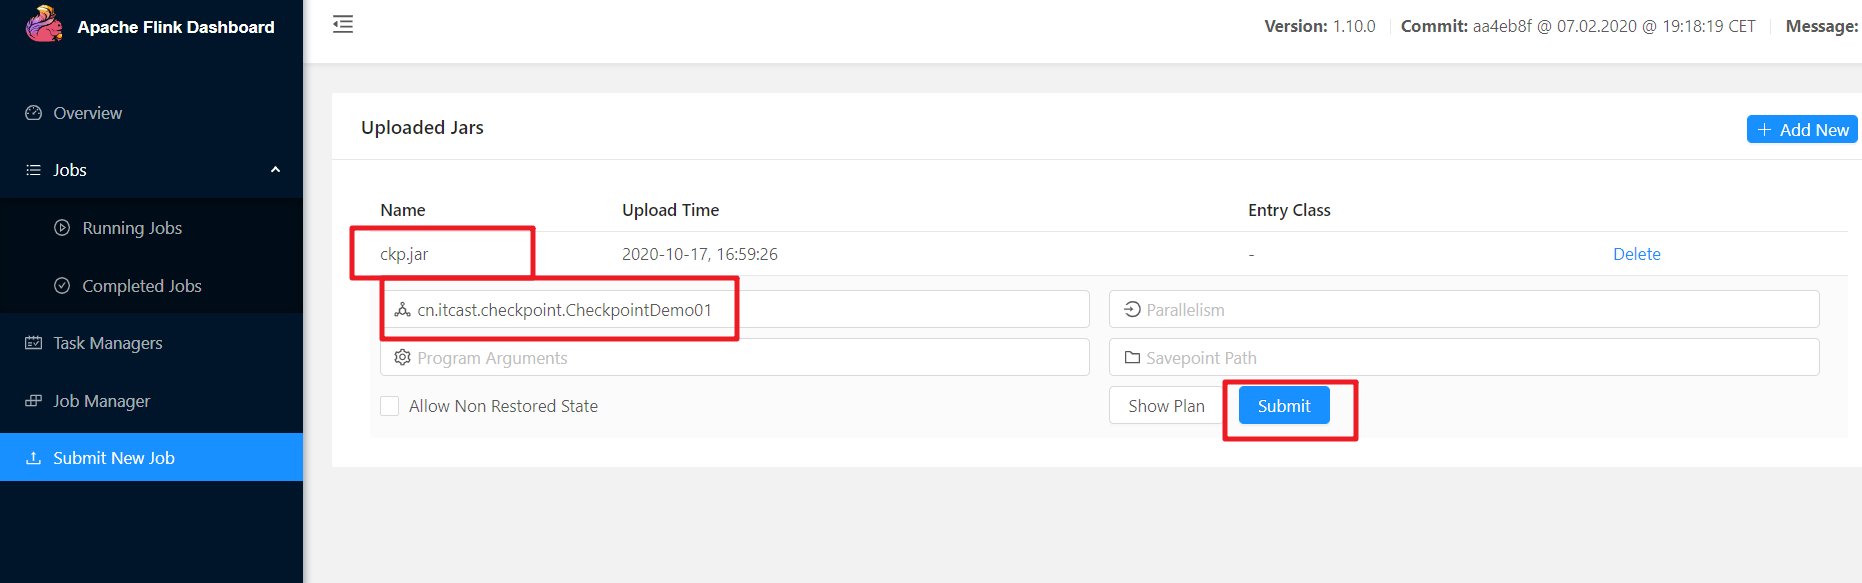 Apache Flink Dashboard
Version: 1.10.0 Commit: aa4eb8f @ 07.02.2020 @ 19:18:19 CET Message:
Overview
Jobs
Running Jobs
Completed Jobs
Task Managers
Job Manager
Submit New Job
Uploaded Jars
+ Add New
Name Upload Time Entry Class
ckp.jar 2020-10-17, 16:59:26 - Delete
cn.itcast.checkpoint.CheckpointDemo01 Parallelism
Program Arguments Savepoint Path
Allow Non Restored State Show Plan Submit